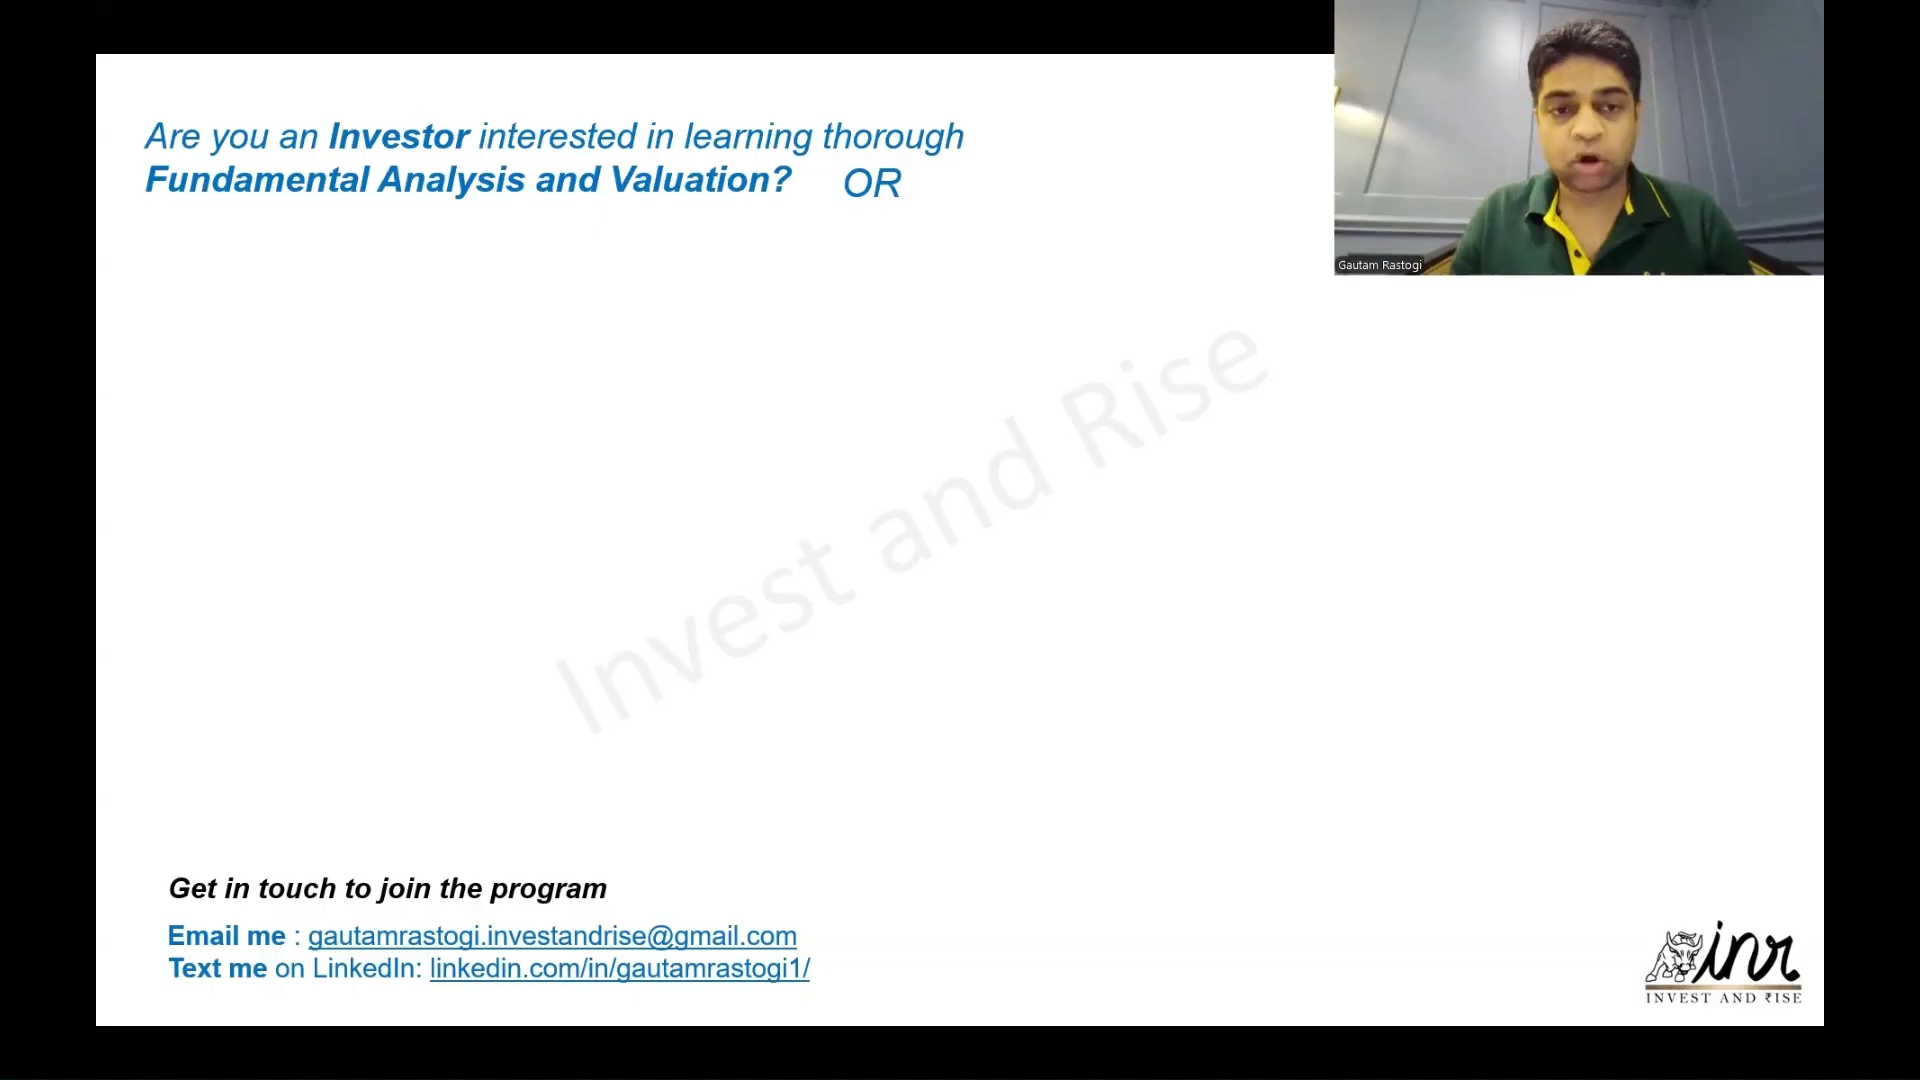 Are you an Investor interested in learning thorough
Fundamental Analysis and Valuation? OR
Gautam Rastogi
Invest and Rise
Get in touch to join the program
Email me : gautamrastogi.investandrise@gmail.com
Text me on LinkedIn: linkedin.com/in/gautamrastogi1/
inr
INVEST AND ₹ISE